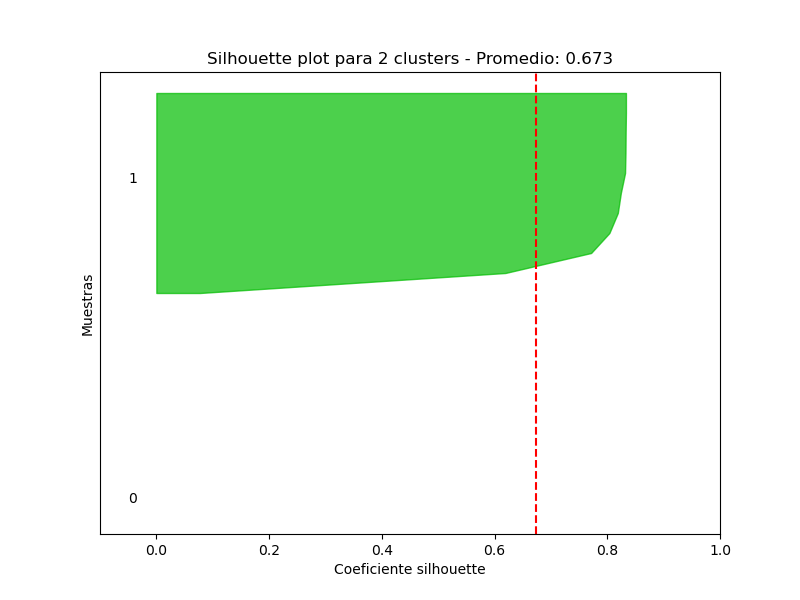 Silhouette plot para 2 clusters - Promedio: 0.673
1
0
Muestras
0.0 0.2 0.4 0.6 0.8 1.0
Coeficiente silhouette